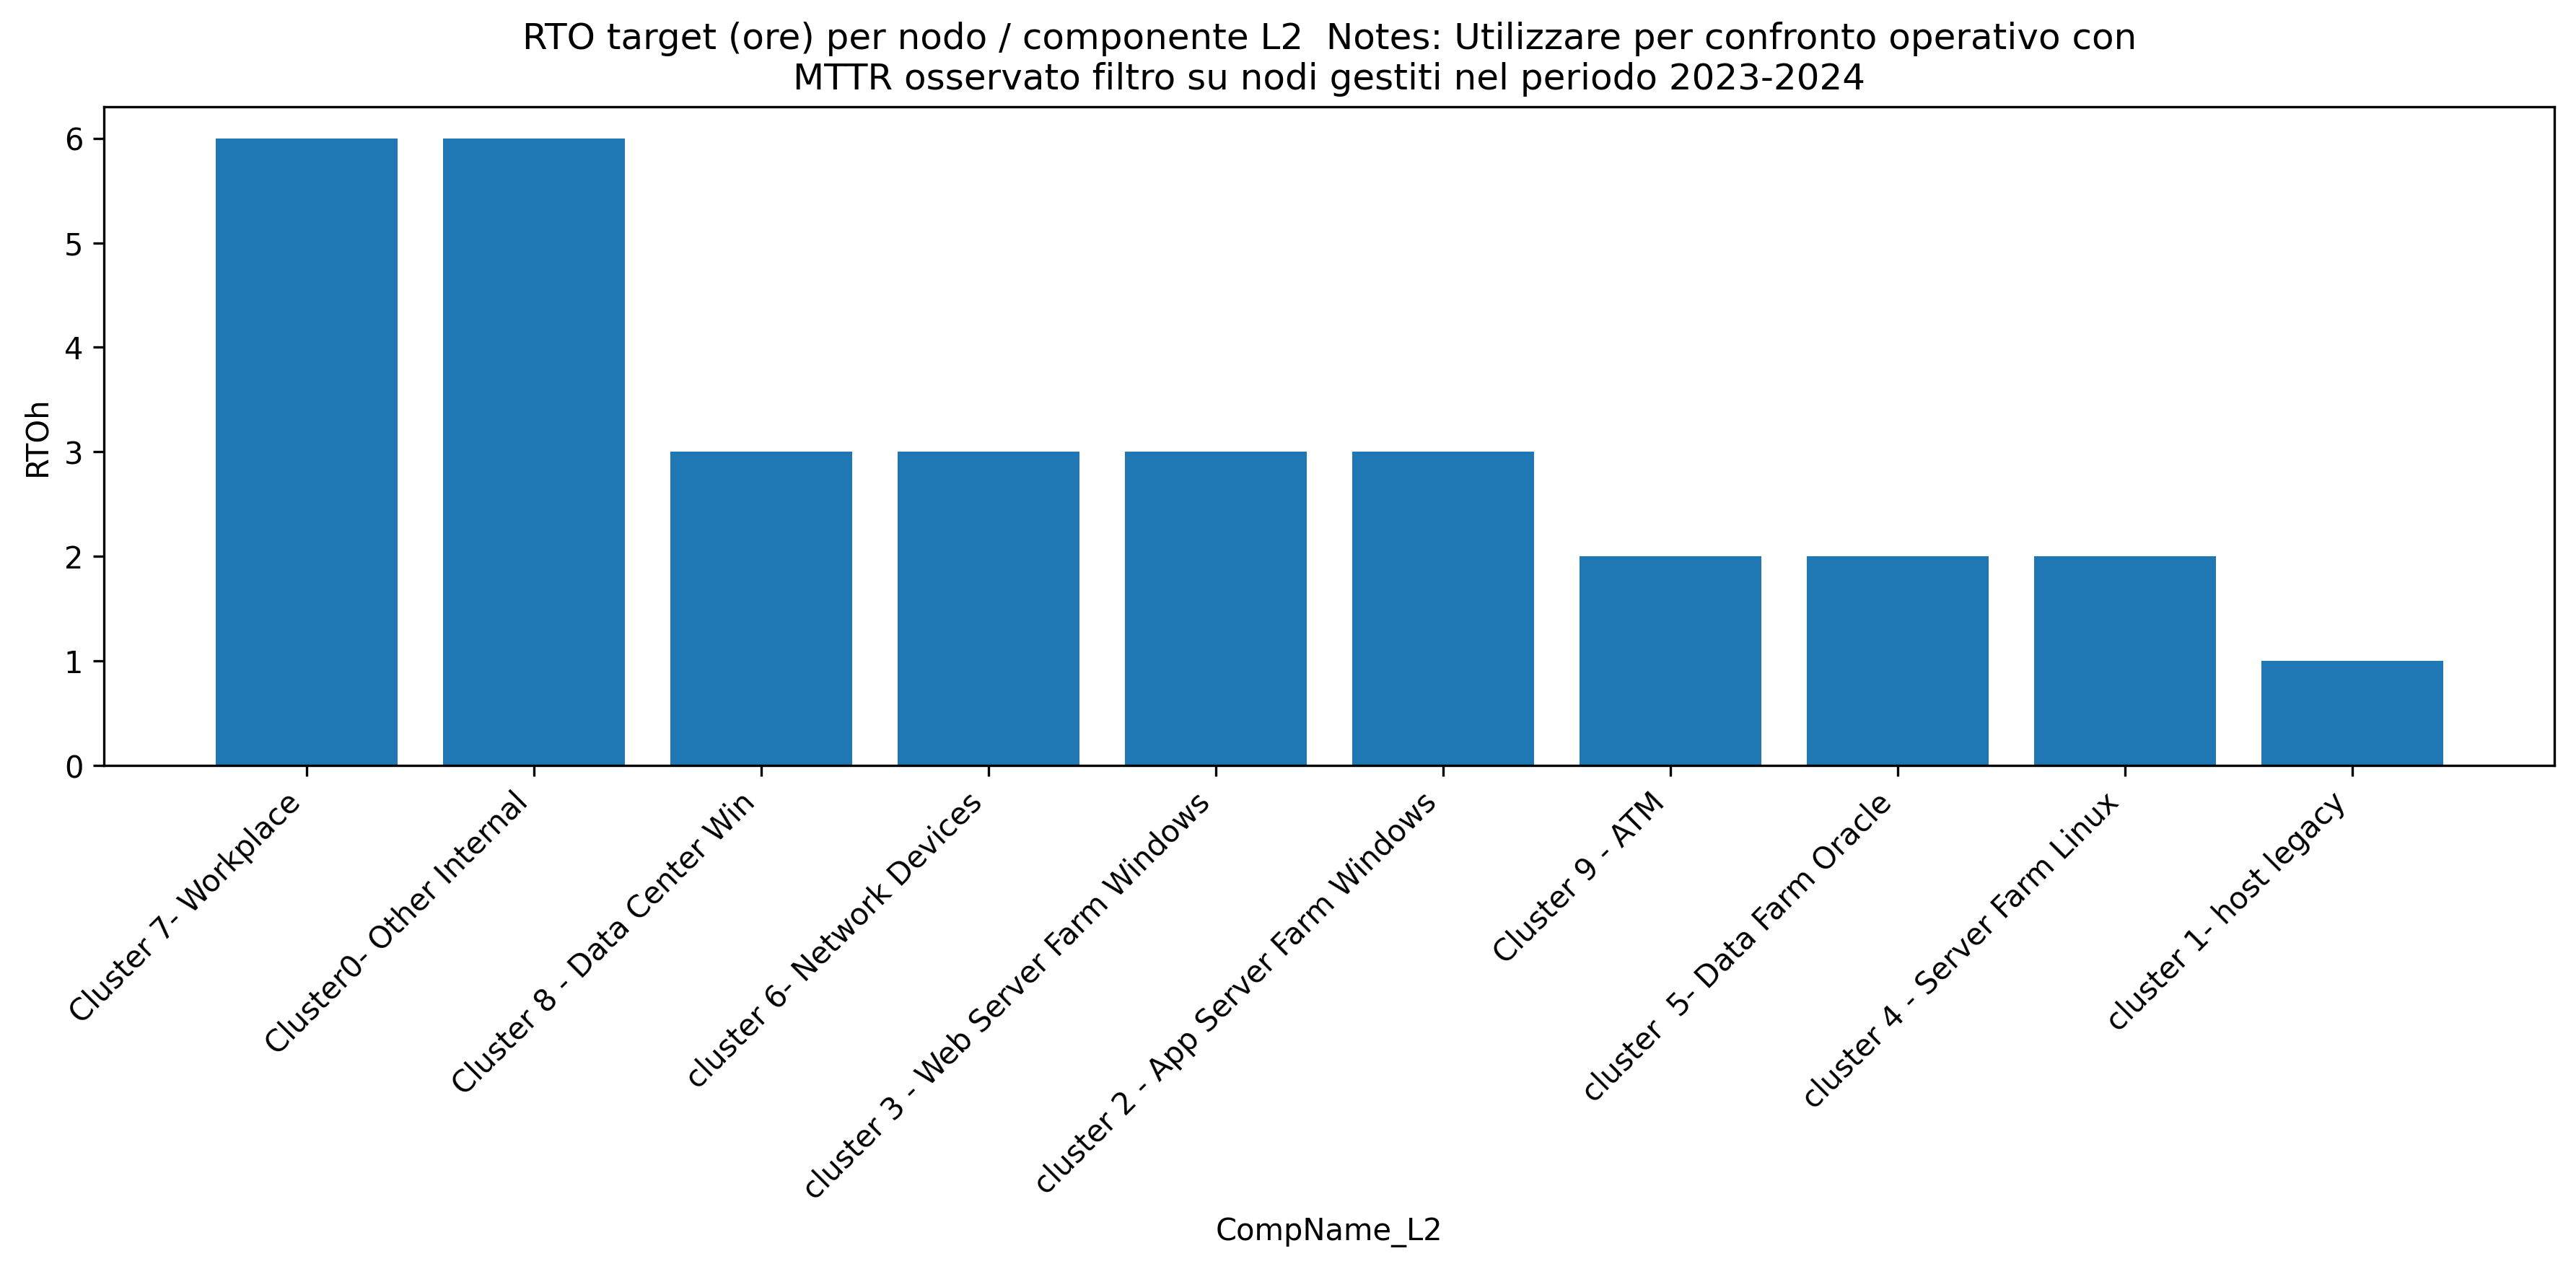 RTO target (ore) per nodo / componente L2  Notes: Utilizzare per confronto operativo con
MTTR osservato filtro su nodi gestiti nel periodo 2023-2024
RTOh
6
5
4
3
2
1
0
Cluster 7- Workplace
Cluster0- Other Internal
Cluster 8 - Data Center Win
cluster 6- Network Devices
cluster 3 - Web Server Farm Windows
cluster 2 - App Server Farm Windows
Cluster 9 - ATM
cluster  5- Data Farm Oracle
cluster 4 - Server Farm Linux
cluster 1- host legacy
CompName_L2